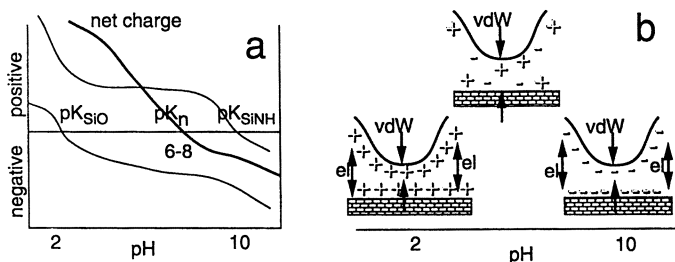 net charge
a
positive
negative
pK_SiO
pK_n
pK_SiNH
6-8
2
pH
10
b
vdW
vdW
vdW
el
el
el
el
2
pH
10